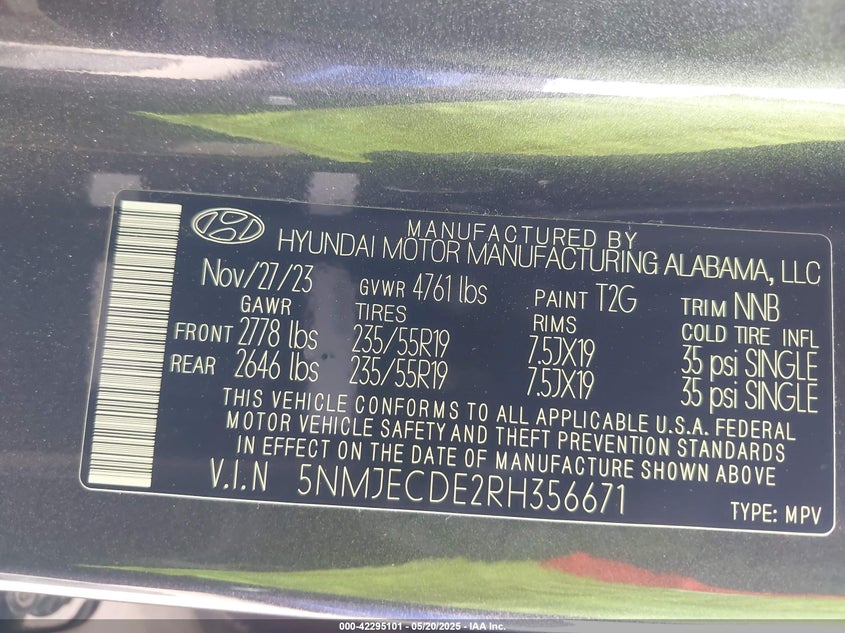 MANUFACTURED BY
HYUNDAI MOTOR MANUFACTURING ALABAMA, LLC
Nov/27/23 GVWR 4761 lbs PAINT T2G TRIM NNB
GAWR TIRES RIMS COLD TIRE INFL
FRONT 2778 lbs 235/55R19 7.5JX19 35 psi SINGLE
REAR 2646 lbs 235/55R19 7.5JX19 35 psi SINGLE
THIS VEHICLE CONFORMS TO ALL APPLICABLE U.S.A. FEDERAL
MOTOR VEHICLE SAFETY AND THEFT PREVENTION STANDARDS
IN EFFECT ON THE DATE OF MANUFACTURE SHOWN ABOVE
V.I.N 5NMJECDE2RH356671
TYPE: MPV
000-42295101 - 05/20/2025 - IAA Inc.